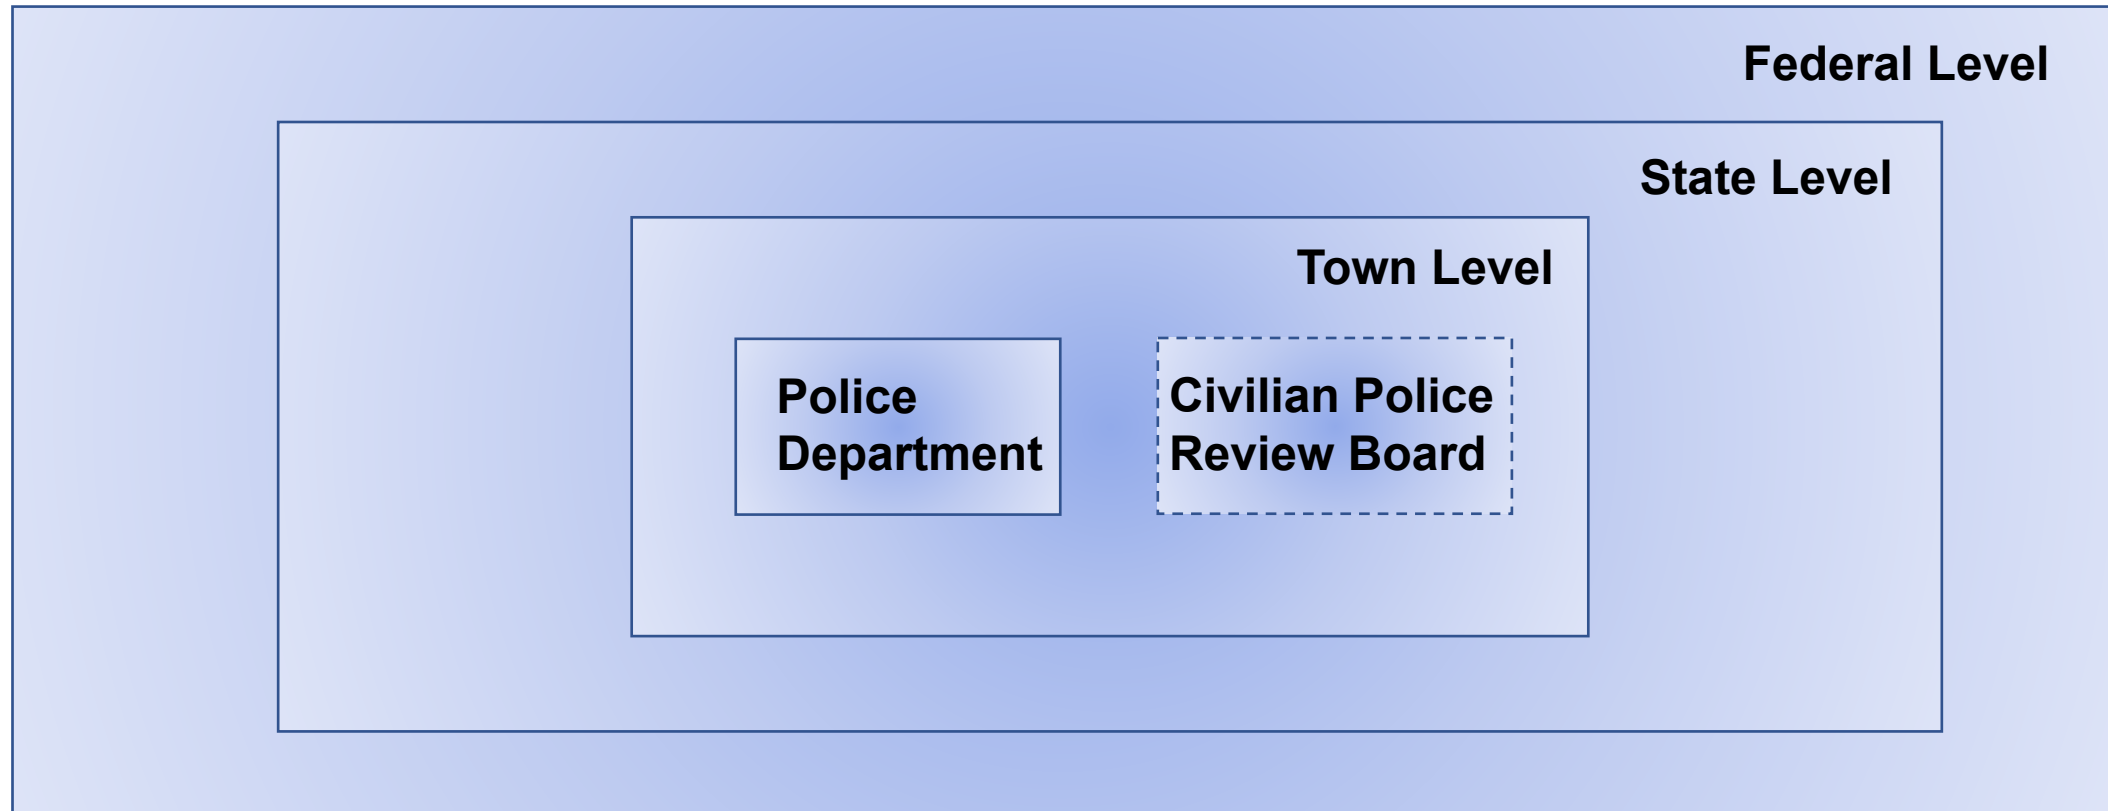 Federal Level
State Level
Town Level
Police
Department
Civilian Police
Review Board